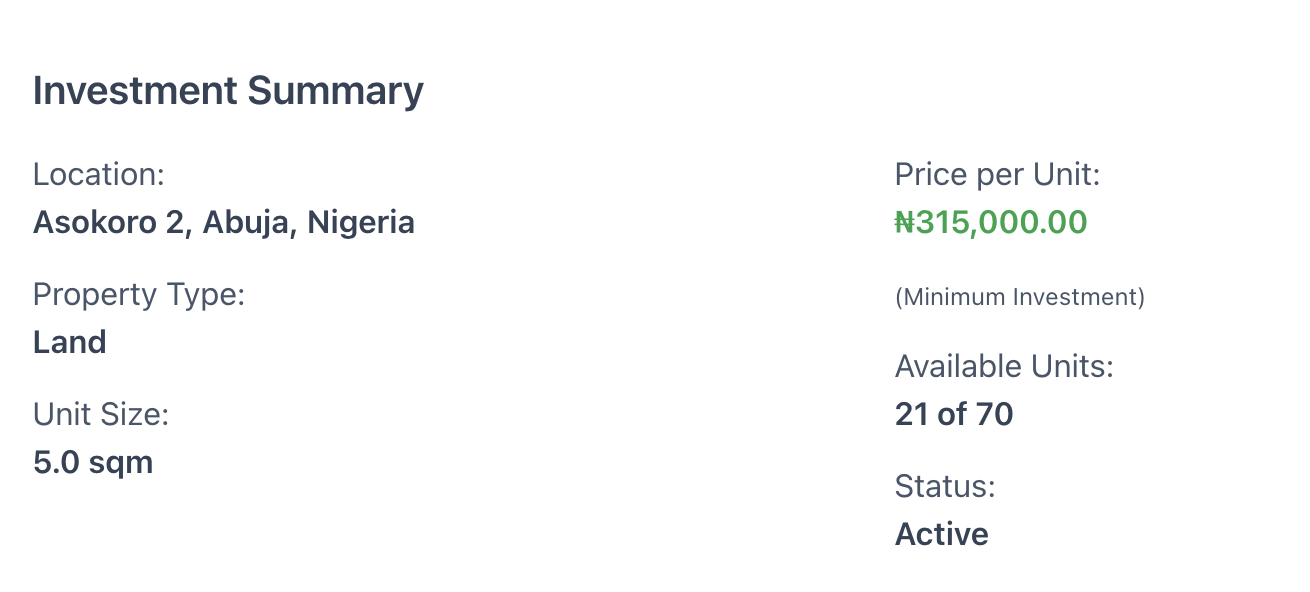 Investment Summary
Location:
Asokoro 2, Abuja, Nigeria
Property Type:
Land
Unit Size:
5.0 sqm
Price per Unit:
₦315,000.00
(Minimum Investment)
Available Units:
21 of 70
Status:
Active